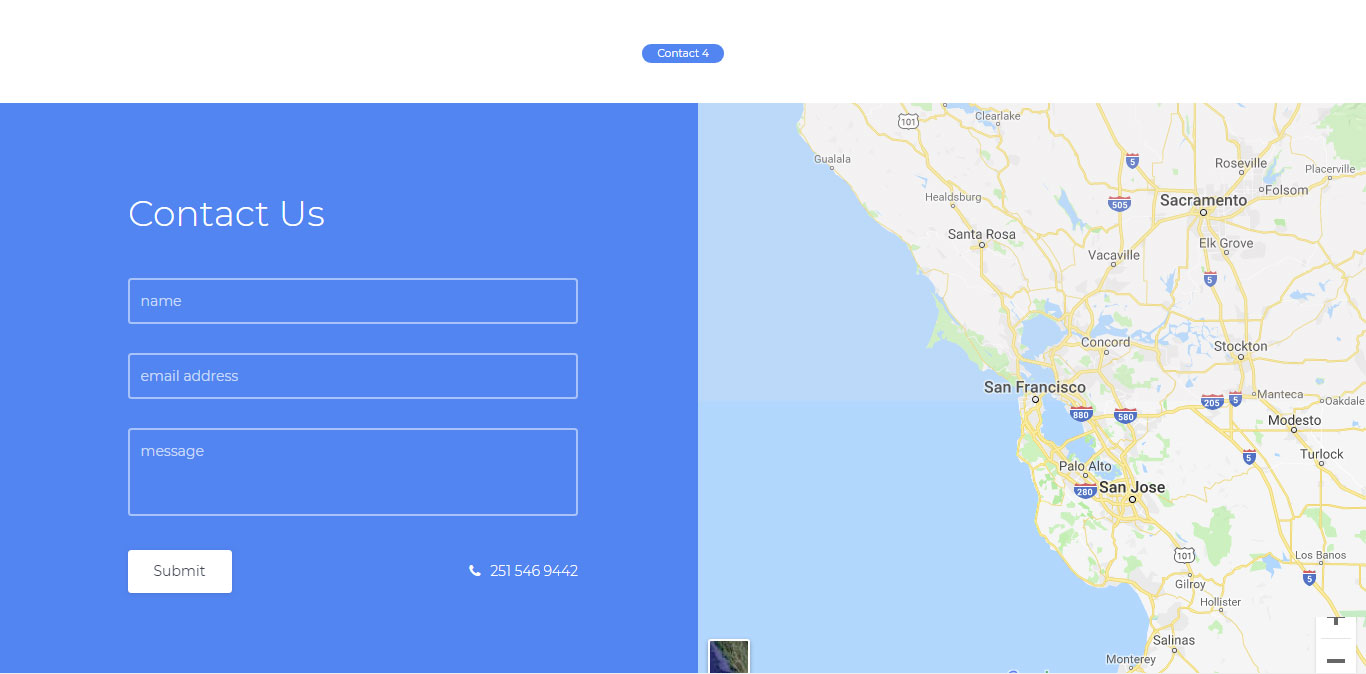 Contact 4
Contact Us
name
email address
message
Submit
251 546 9442
Clearlake
101
Gualala
5
Roseville
Placerville
Folsom
Healdsburg
505
Sacramento
Santa Rosa
Elk Grove
Vacaville
5
Concord
Stockton
San Francisco
Manteca
205
5
Oakdale
880
580
Modesto
Turlock
5
Palo Alto
280
San Jose
101
Los Banos
5
Gilroy
Hollister
Salinas
Monterey